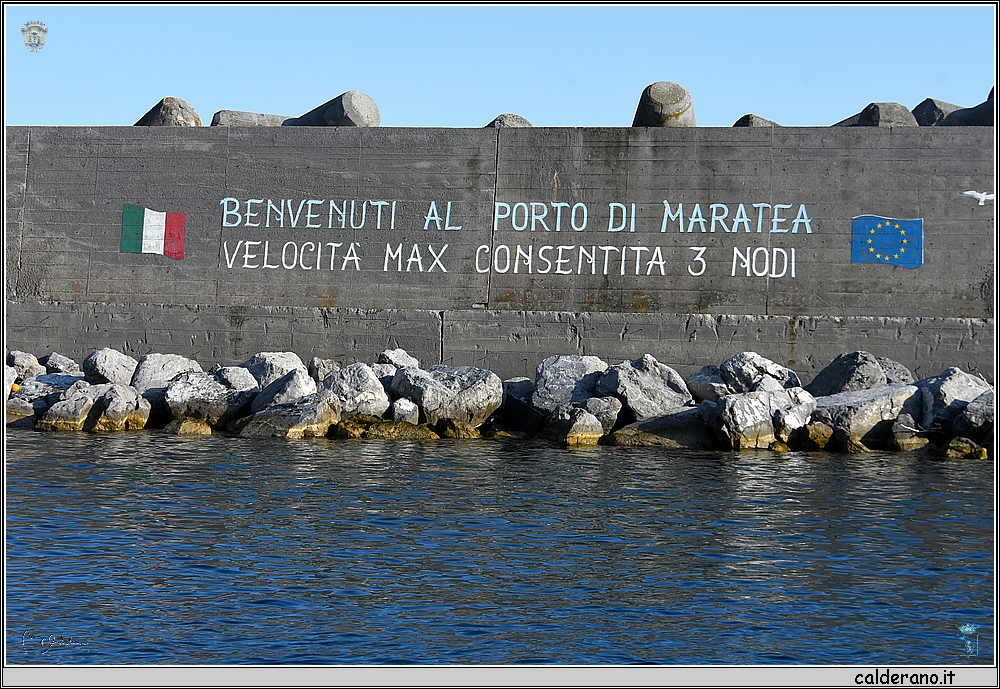 BENVENUTI AL PORTO DI MARATEA
VELOCITÀ MAX CONSENTITA 3 NODI
calderano.it